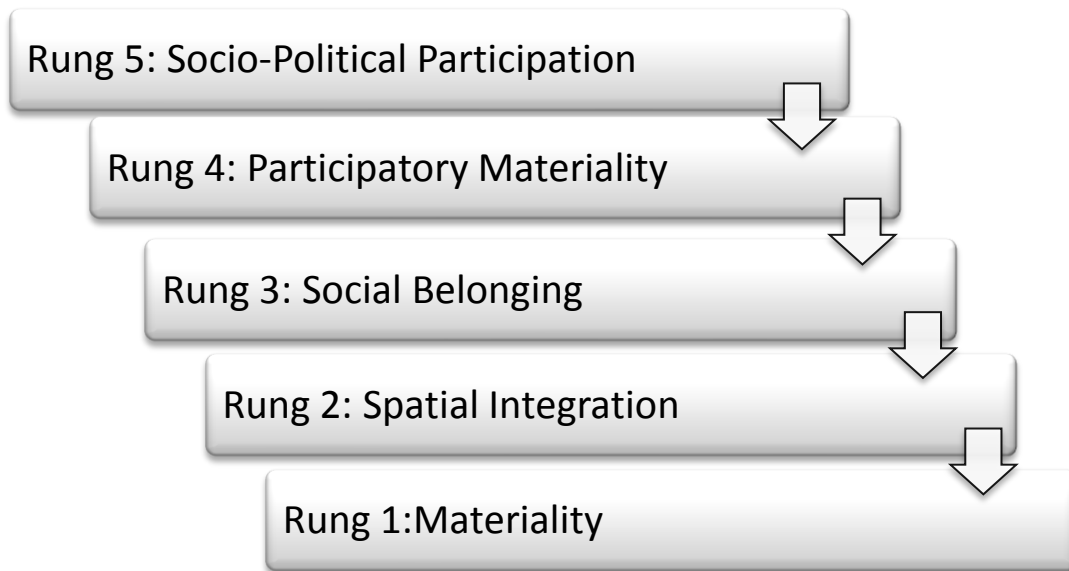 Rung 5: Socio-Political Participation
Rung 4: Participatory Materiality
Rung 3: Social Belonging
Rung 2: Spatial Integration
Rung 1:Materiality